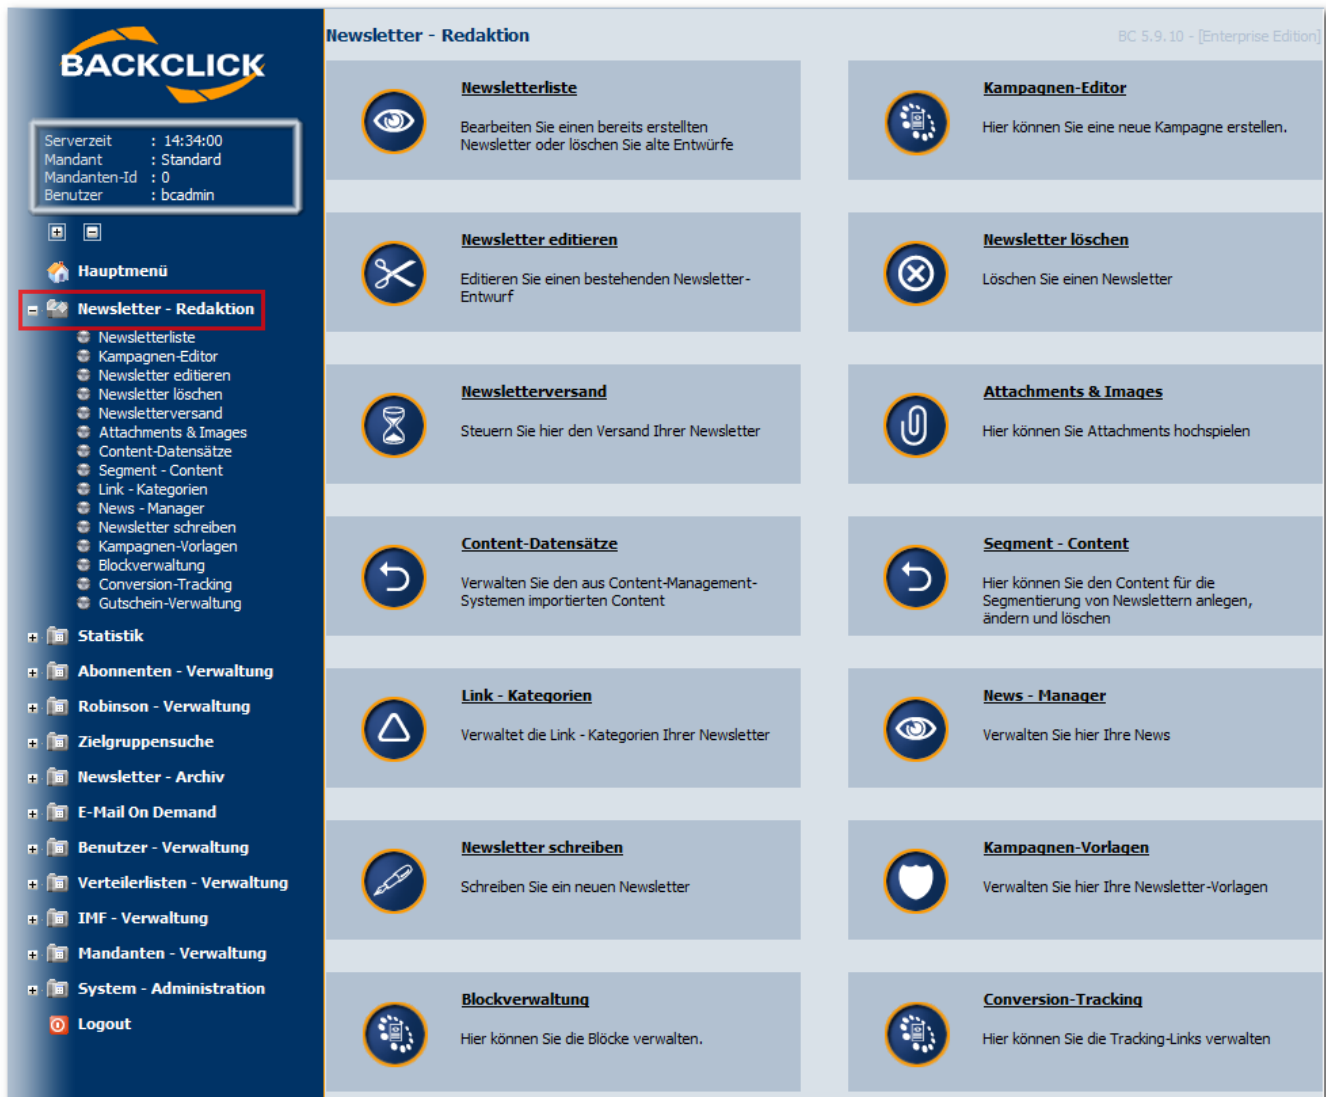 BACKCLICK
Serverzeit : 14:34:00
Mandant : Standard
Mandanten-Id : 0
Benutzer : bcadmin
Hauptmenü
Newsletter - Redaktion
Newsletterliste
Kampagnen-Editor
Newsletter editieren
Newsletter löschen
Newsletterversand
Attachments & Images
Content-Datensätze
Segment - Content
Link - Kategorien
News - Manager
Newsletter schreiben
Kampagnen-Vorlagen
Blockverwaltung
Conversion-Tracking
Gutschein-Verwaltung
Statistik
Abonnenten - Verwaltung
Robinson - Verwaltung
Zielgruppensuche
Newsletter - Archiv
E-Mail On Demand
Benutzer - Verwaltung
Verteilerlisten - Verwaltung
IMF - Verwaltung
Mandanten - Verwaltung
System - Administration
Logout
Newsletter - Redaktion
BC 5.9.10 - [Enterprise Edition]
Newsletterliste
Bearbeiten Sie einen bereits erstellten
Newsletter oder löschen Sie alte Entwürfe
Kampagnen-Editor
Hier können Sie eine neue Kampagne erstellen.
Newsletter editieren
Editieren Sie einen bestehenden Newsletter-
Entwurf
Newsletter löschen
Löschen Sie einen Newsletter
Newsletterversand
Steuern Sie hier den Versand Ihrer Newsletter
Attachments & Images
Hier können Sie Attachments hochspielen
Content-Datensätze
Verwalten Sie den aus Content-Management-
Systemen importierten Content
Segment - Content
Hier können Sie den Content für die
Segmentierung von Newslettern anlegen,
ändern und löschen
Link - Kategorien
Verwaltet die Link - Kategorien Ihrer Newsletter
News - Manager
Verwalten Sie hier Ihre News
Newsletter schreiben
Schreiben Sie ein neuen Newsletter
Kampagnen-Vorlagen
Verwalten Sie hier Ihre Newsletter-Vorlagen
Blockverwaltung
Hier können Sie die Blöcke verwalten.
Conversion-Tracking
Hier können Sie die Tracking-Links verwalten